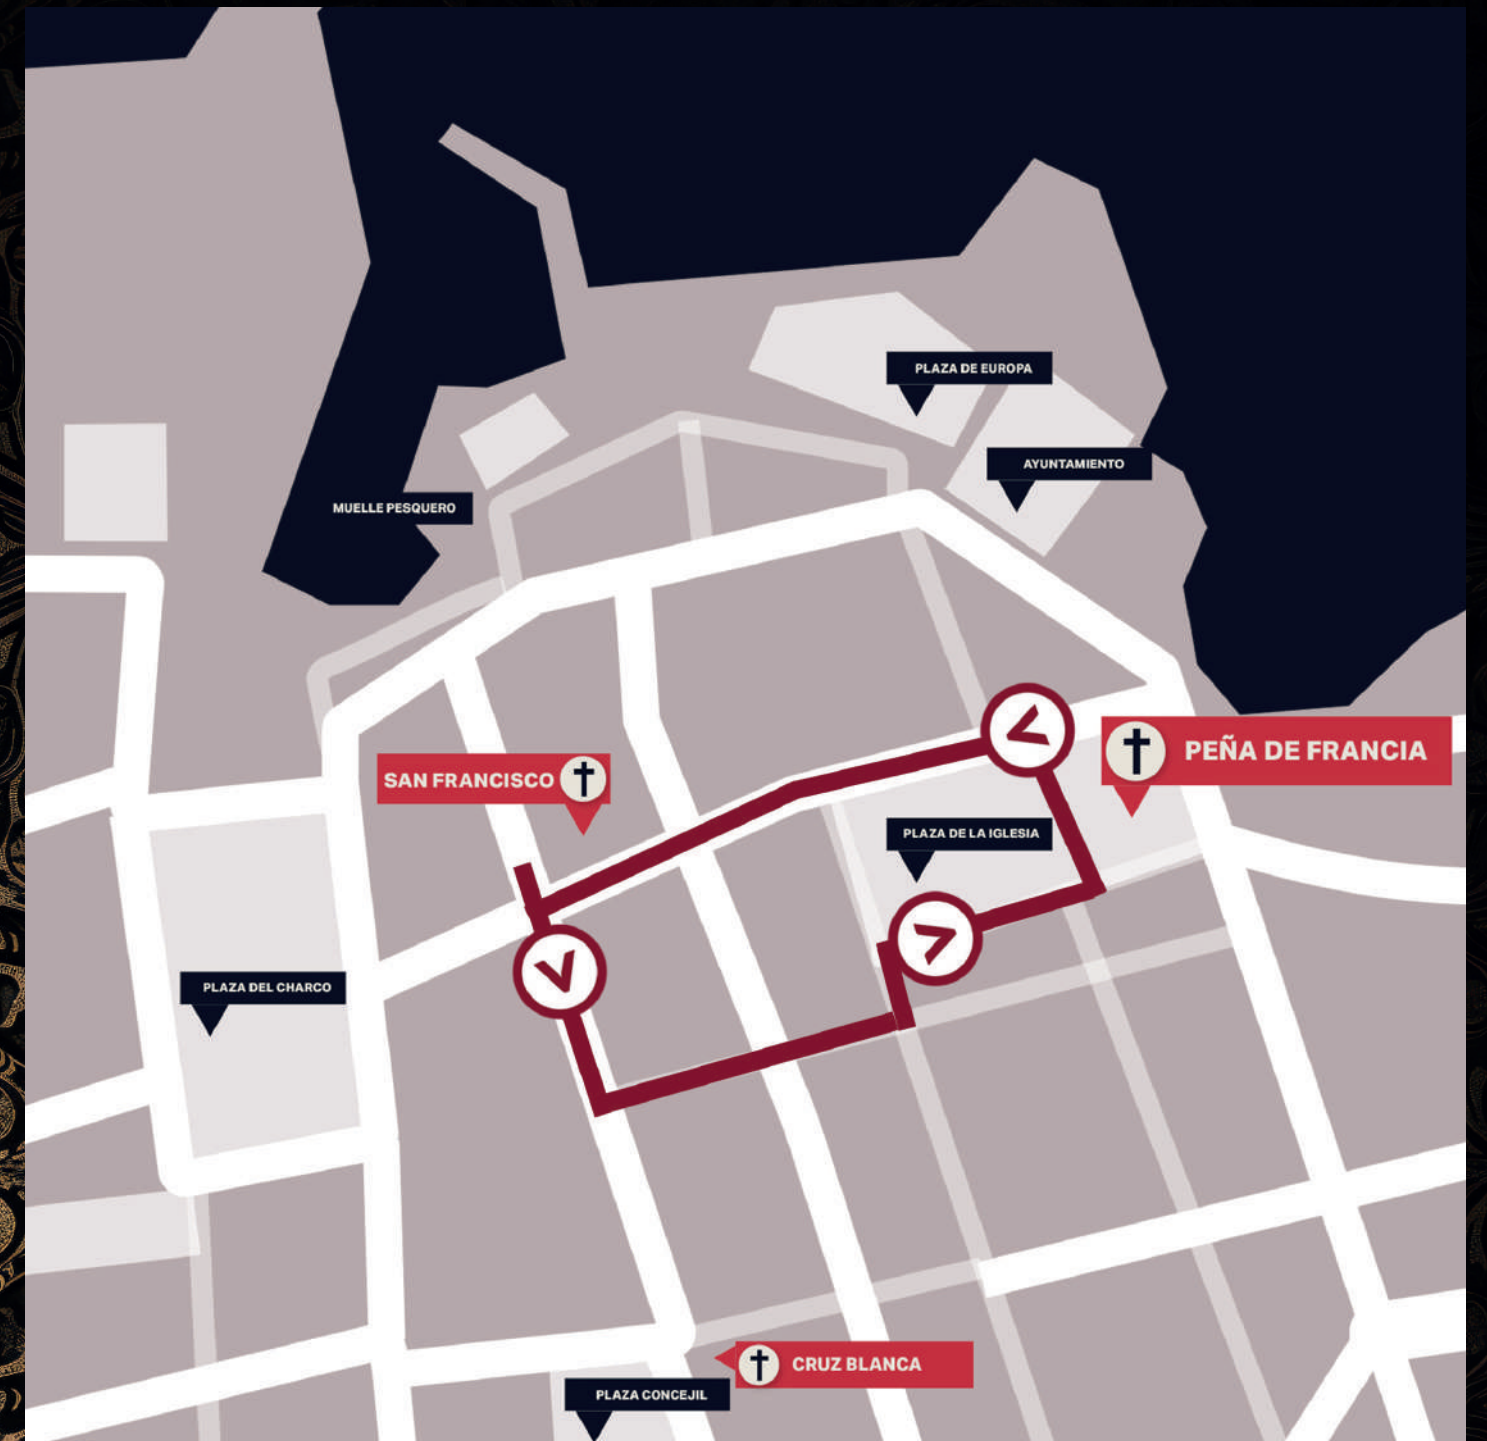 PLAZA DE EUROPA
AYUNTAMIENTO
MUELLE PESQUERO
PEÑA DE FRANCIA
SAN FRANCISCO
PLAZA DE LA IGLESIA
PLAZA DEL CHARCO
CRUZ BLANCA
PLAZA CONCEJIL